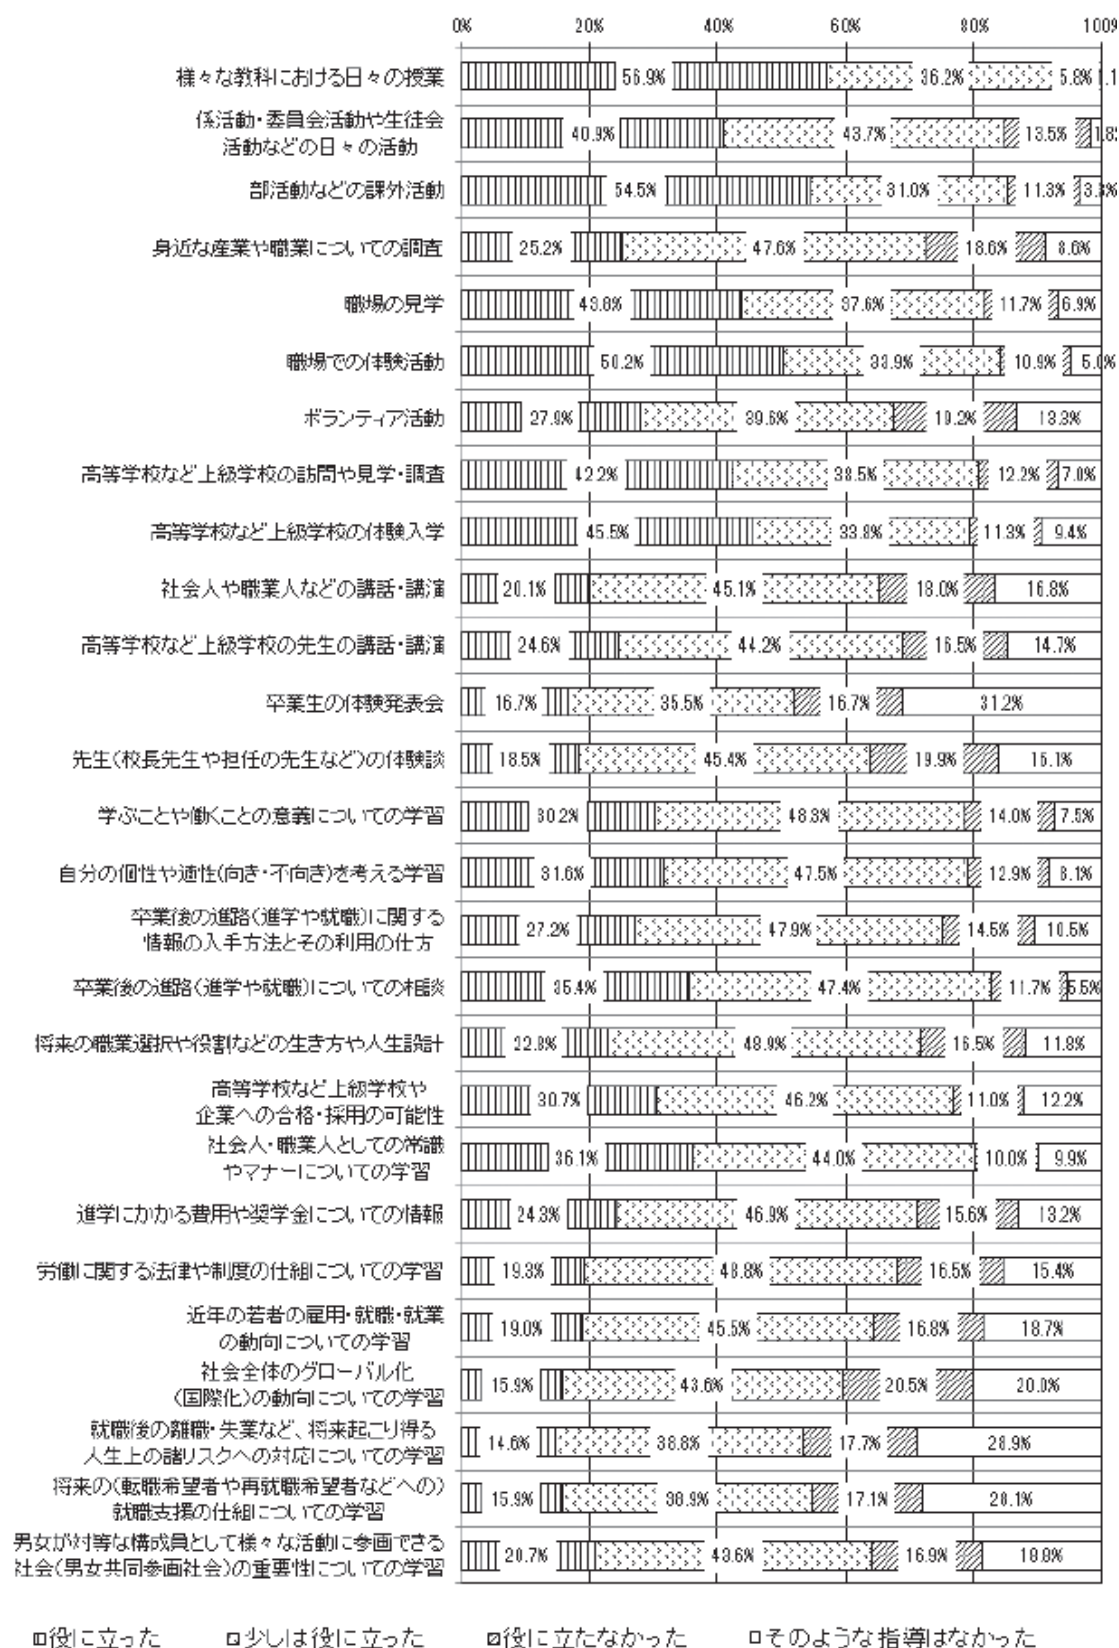 0% 20% 40% 60% 80% 100%
様々な教科における日々の授業 56.9% 36.2% 5.8% 1.1
係活動・委員会活動や生徒会
活動などの日々の活動 40.9% 43.7% 13.5% 1.8%
部活動などの課外活動 54.5% 31.0% 11.3% 3.3%
身近な産業や職業についての調査 25.2% 47.6% 18.6% 8.6%
職場の見学 43.8% 37.6% 11.7% 6.9%
職場での体験活動 50.2% 33.9% 10.9% 5.0%
ボランティア活動 27.9% 39.6% 19.2% 13.3%
高等学校など上級学校の訪問や見学・調査 42.2% 38.5% 12.2% 7.0%
高等学校など上級学校の体験入学 45.5% 33.8% 11.3% 9.4%
社会人や職業人などの講話・講演 20.1% 45.1% 18.0% 16.8%
高等学校など上級学校の先生の講話・講演 24.6% 44.2% 16.5% 14.7%
卒業生の体験発表会 16.7% 35.5% 16.7% 31.2%
先生(校長先生や担任の先生など)の体験談 18.5% 45.4% 19.9% 16.1%
学ぶことや働くことの意義についての学習 30.2% 48.3% 14.0% 7.5%
自分の個性や適性(向き・不向き)を考える学習 31.6% 47.5% 12.9% 8.1%
卒業後の進路(進学や就職)に関する
情報の入手方法とその利用の仕方 27.2% 47.9% 14.5% 10.5%
卒業後の進路(進学や就職)についての相談 35.4% 47.4% 11.7% 5.5%
将来の職業選択や役割などの生き方や人生設計 22.8% 48.9% 16.5% 11.8%
高等学校など上級学校や
企業への合格・採用の可能性 30.7% 46.2% 11.0% 12.2%
社会人・職業人としての常識
やマナーについての学習 36.1% 44.0% 10.0% 9.9%
進学にかかる費用や奨学金についての情報 24.3% 46.9% 15.6% 13.2%
労働に関する法律や制度の仕組についての学習 19.3% 48.8% 16.5% 15.4%
近年の若者の雇用・就職・就業
の動向についての学習 19.0% 45.5% 16.8% 18.7%
社会全体のグローバル化
(国際化)の動向についての学習 15.9% 43.6% 20.5% 20.0%
就職後の離職・失業など、将来起こり得る
人生上の諸リスクへの対応についての学習 14.6% 38.8% 17.7% 28.9%
将来の(転職希望者や再就職希望者などへの)
就職支援の仕組についての学習 15.9% 38.9% 17.1% 28.1%
男女が対等な構成員として様々な活動に参画できる
社会(男女共同参画社会)の重要性についての学習 20.7% 43.6% 16.9% 18.8%
役に立った 少しは役に立った 役に立たなかった そのような指導はなかった